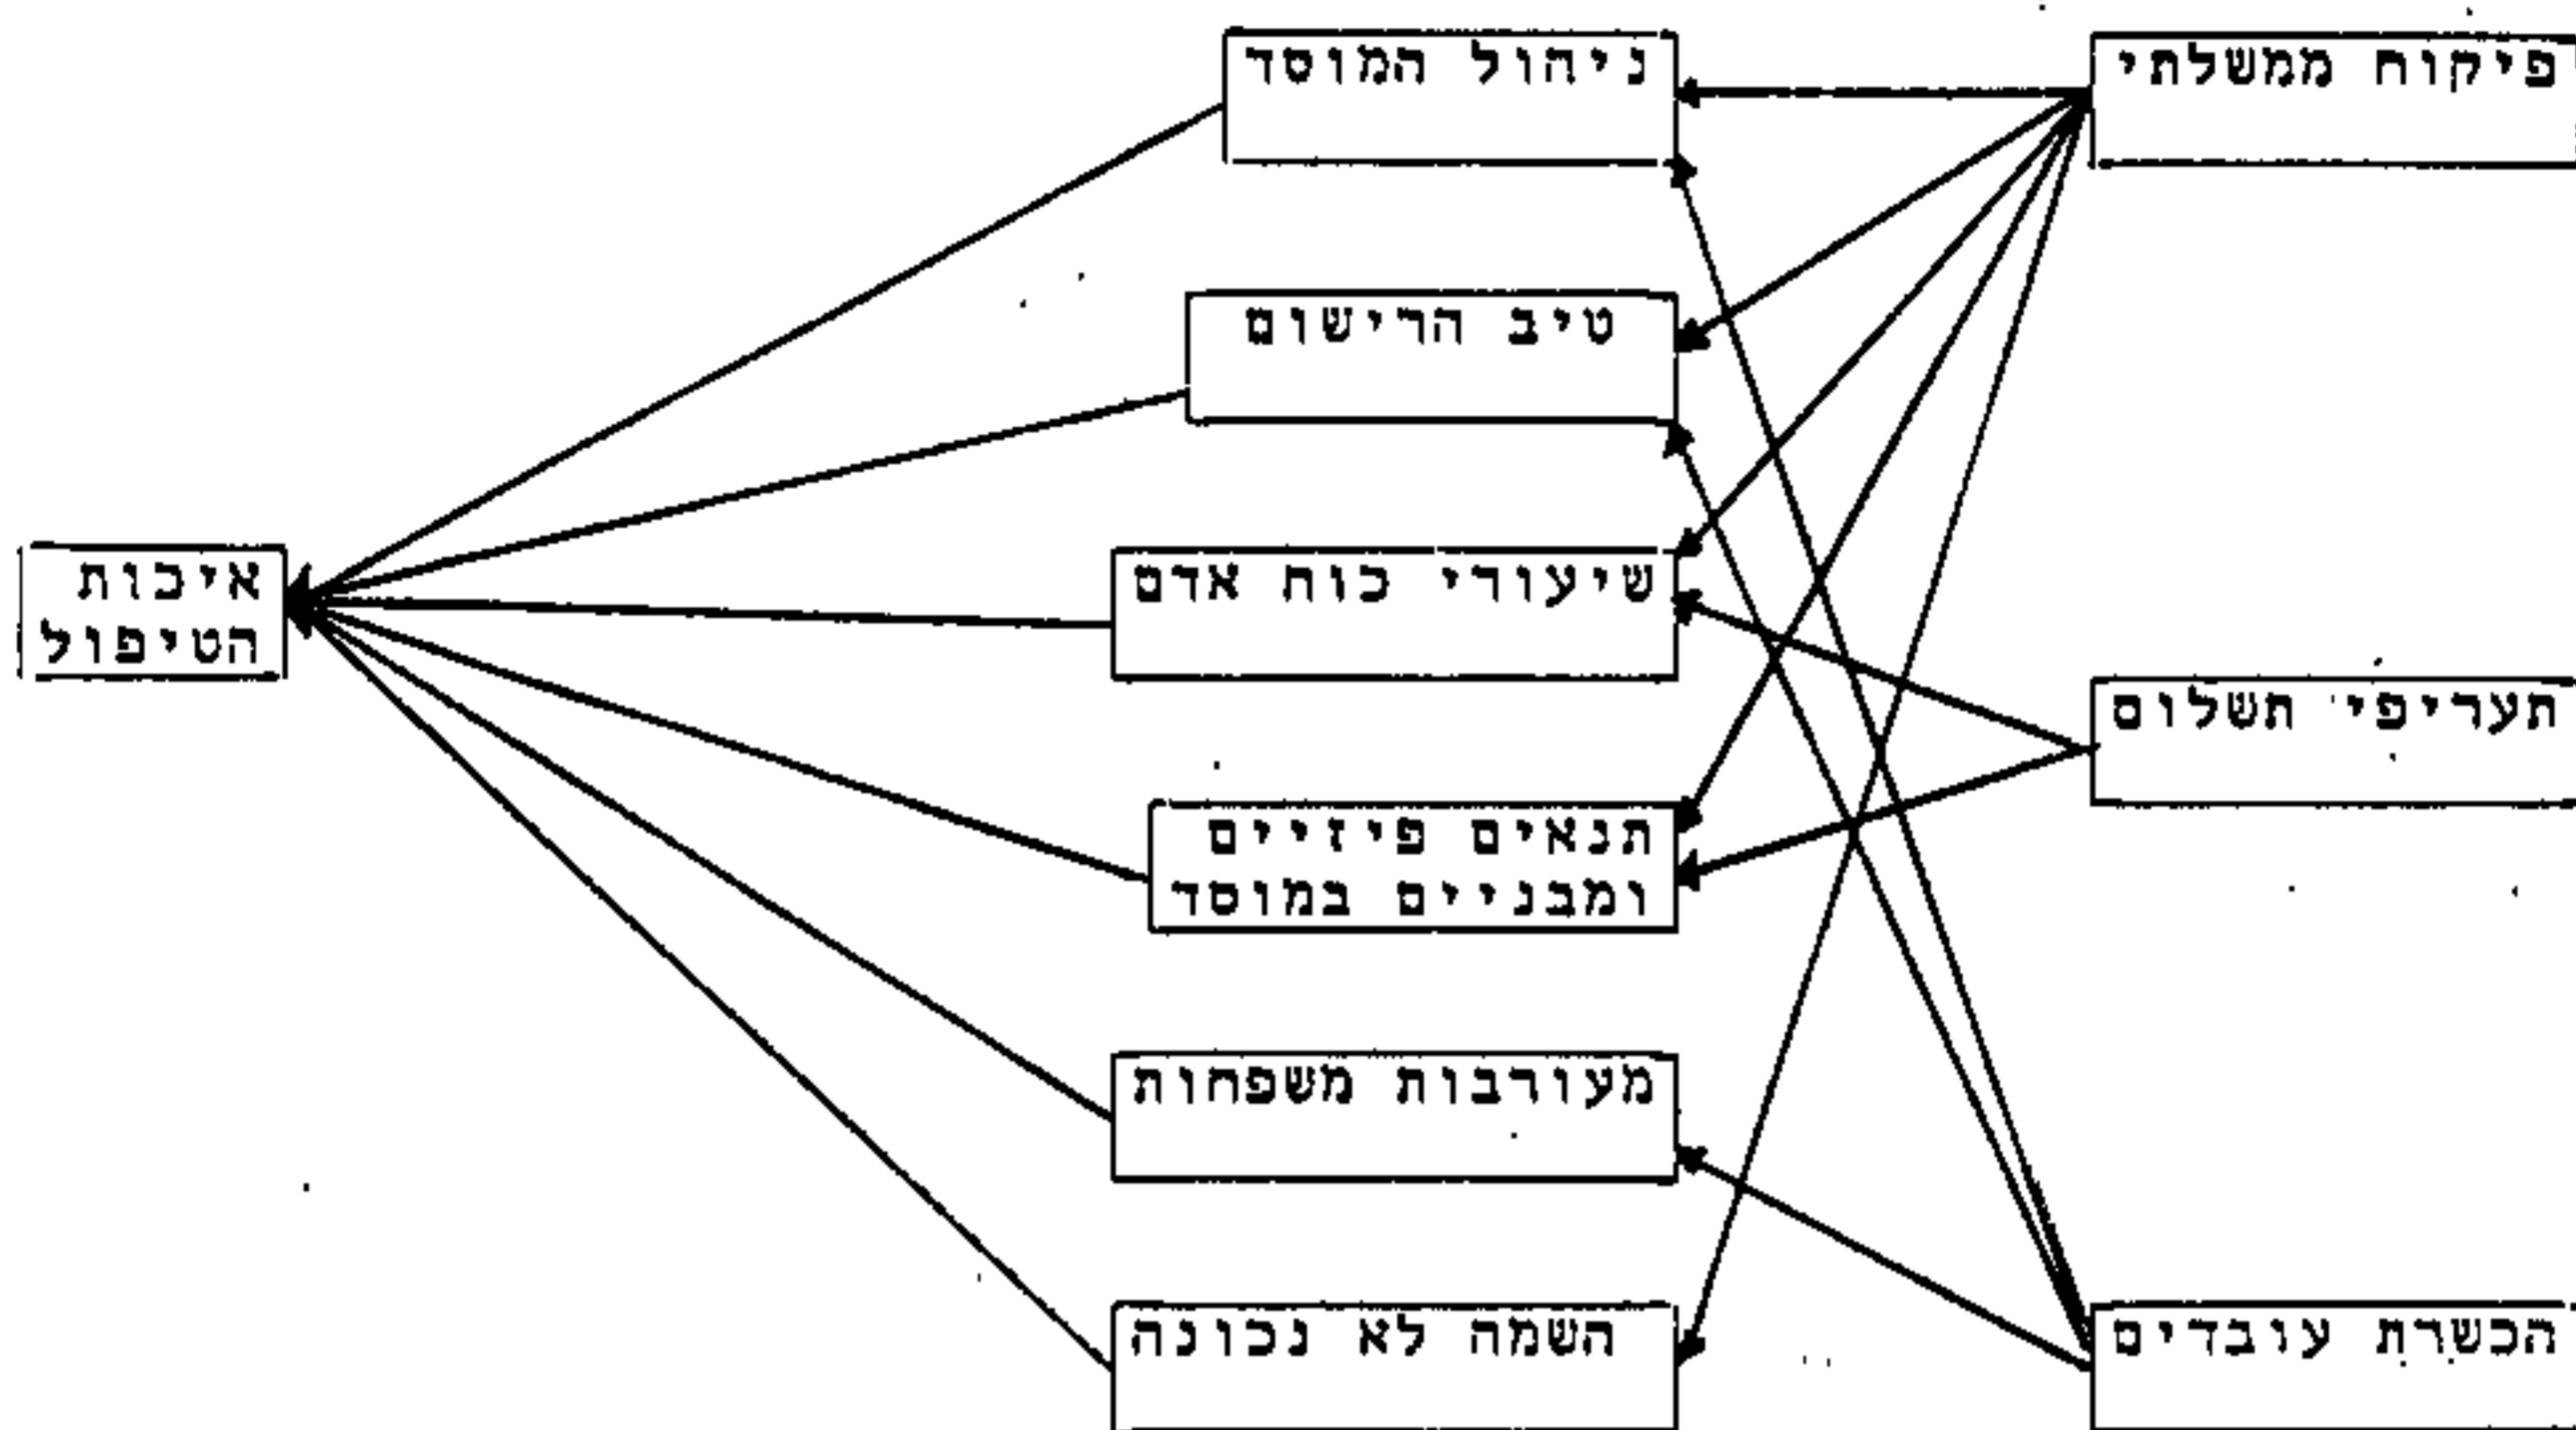 פיקוח ממשלתי
ניהול המוסד
טיב הרישום
שיעורי כוח אדם
איכות
הטיפול
תעריפי תשלום
תנאים פיזיים
ומבניים במוסד
מעורבות משפחות
השמה לא נכונה
הכשרת עובדים